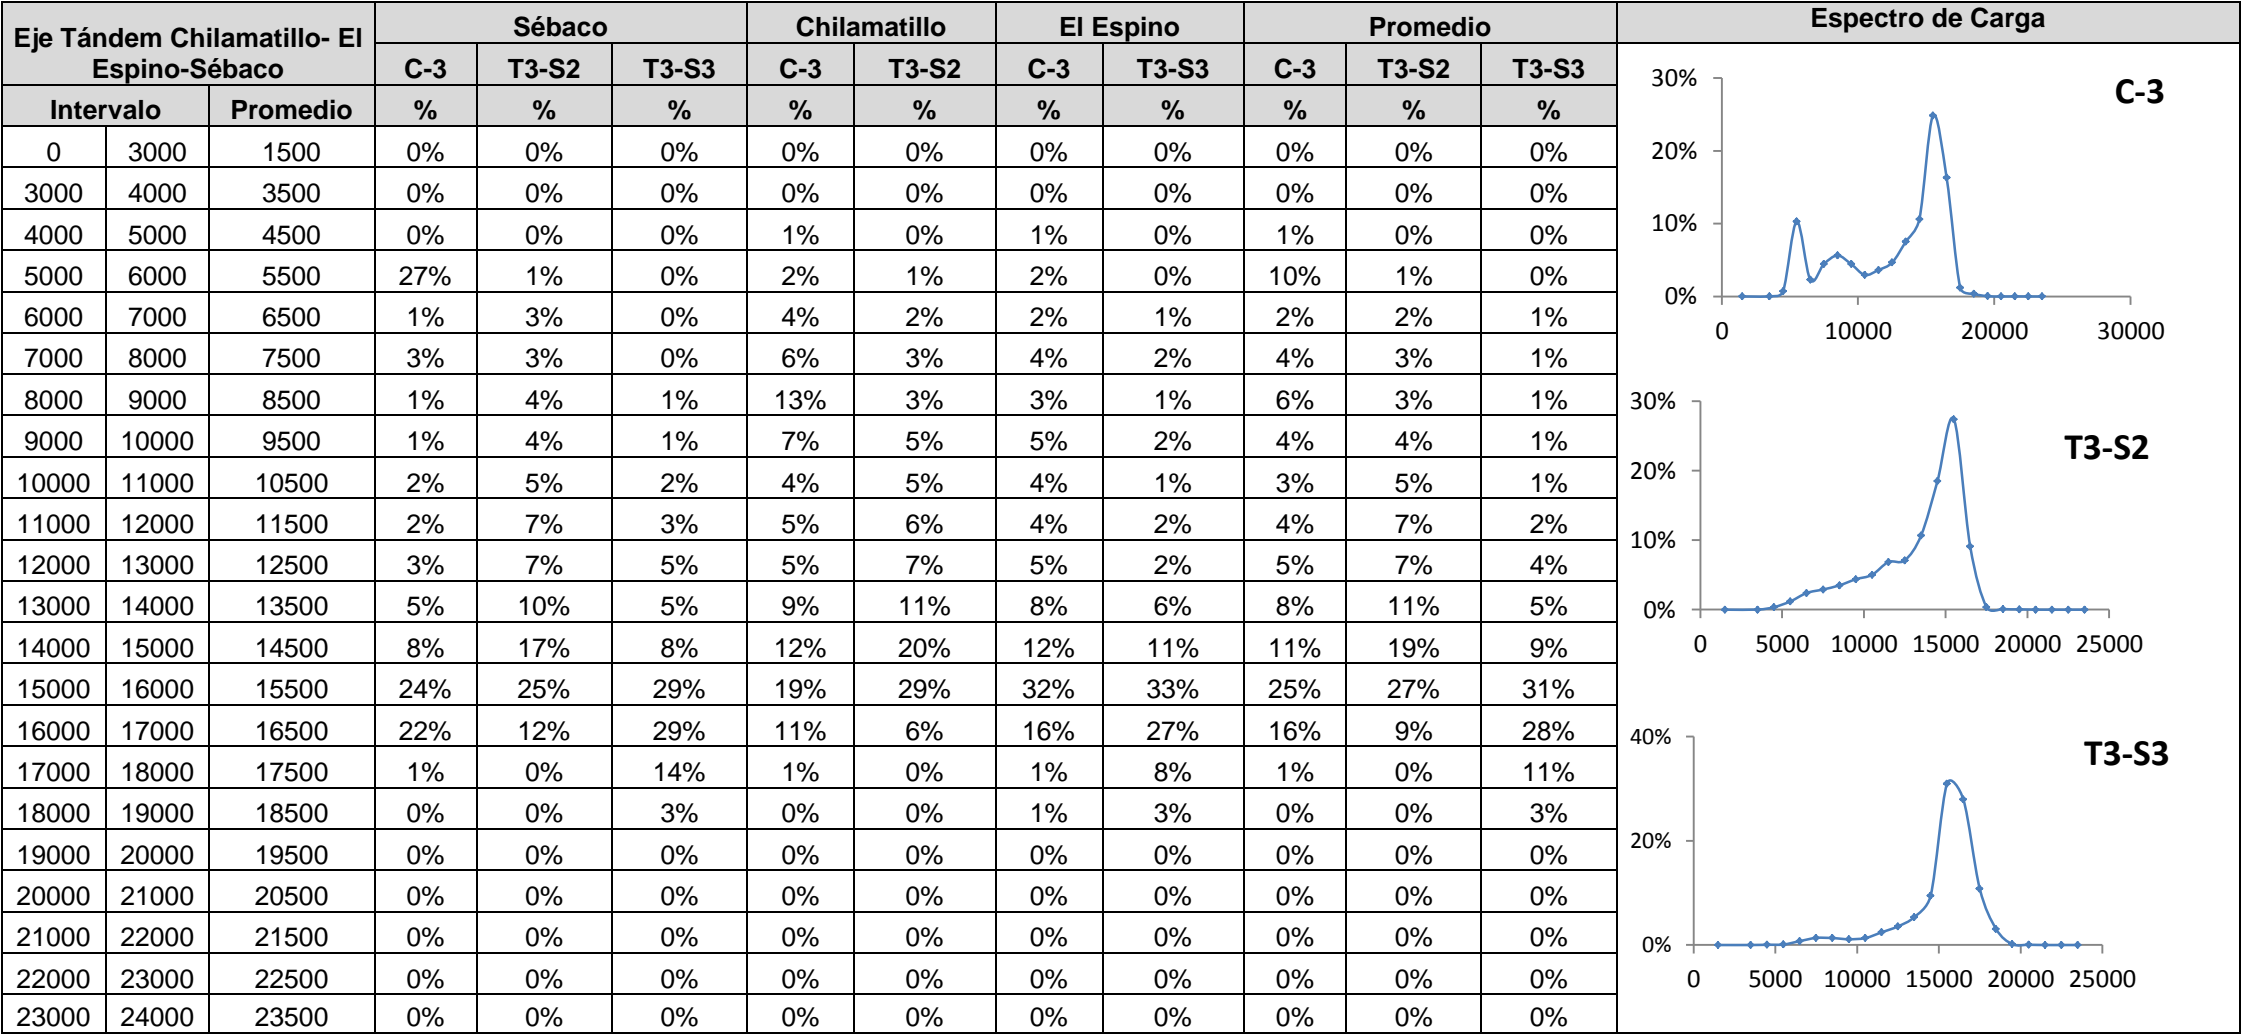 Eje Tándem Chilamatillo- El Espino-Sébaco Sébaco Chilamatillo El Espino Promedio Espectro de Carga
C-3 T3-S2 T3-S3 C-3 T3-S2 C-3 T3-S3 C-3 T3-S2 T3-S3
Intervalo Promedio % % % % % % % % % %
0 3000 1500 0% 0% 0% 0% 0% 0% 0% 0% 0% 0%
3000 4000 3500 0% 0% 0% 0% 0% 0% 0% 0% 0% 0%
4000 5000 4500 0% 0% 0% 1% 0% 1% 0% 1% 0% 0%
5000 6000 5500 27% 1% 0% 2% 1% 2% 0% 10% 1% 0%
6000 7000 6500 1% 3% 0% 4% 2% 2% 1% 2% 2% 1%
7000 8000 7500 3% 3% 0% 6% 3% 4% 2% 4% 3% 1%
8000 9000 8500 1% 4% 1% 13% 3% 3% 1% 6% 3% 1%
9000 10000 9500 1% 4% 1% 7% 5% 5% 2% 4% 4% 1%
10000 11000 10500 2% 5% 2% 4% 5% 4% 1% 3% 5% 1%
11000 12000 11500 2% 7% 3% 5% 6% 4% 2% 4% 7% 2%
12000 13000 12500 3% 7% 5% 5% 7% 5% 2% 5% 7% 4%
13000 14000 13500 5% 10% 5% 9% 11% 8% 6% 8% 11% 5%
14000 15000 14500 8% 17% 8% 12% 20% 12% 11% 11% 19% 9%
15000 16000 15500 24% 25% 29% 19% 29% 32% 33% 25% 27% 31%
16000 17000 16500 22% 12% 29% 11% 6% 16% 27% 16% 9% 28%
17000 18000 17500 1% 0% 14% 1% 0% 1% 8% 1% 0% 11%
18000 19000 18500 0% 0% 3% 0% 0% 1% 3% 0% 0% 3%
19000 20000 19500 0% 0% 0% 0% 0% 0% 0% 0% 0% 0%
20000 21000 20500 0% 0% 0% 0% 0% 0% 0% 0% 0% 0%
21000 22000 21500 0% 0% 0% 0% 0% 0% 0% 0% 0% 0%
22000 23000 22500 0% 0% 0% 0% 0% 0% 0% 0% 0% 0%
23000 24000 23500 0% 0% 0% 0% 0% 0% 0% 0% 0% 0%
C-3
30%
20%
10%
0%
0 10000 20000 30000
T3-S2
30%
20%
10%
0%
0 5000 10000 15000 20000 25000
T3-S3
40%
20%
0%
0 5000 10000 15000 20000 25000